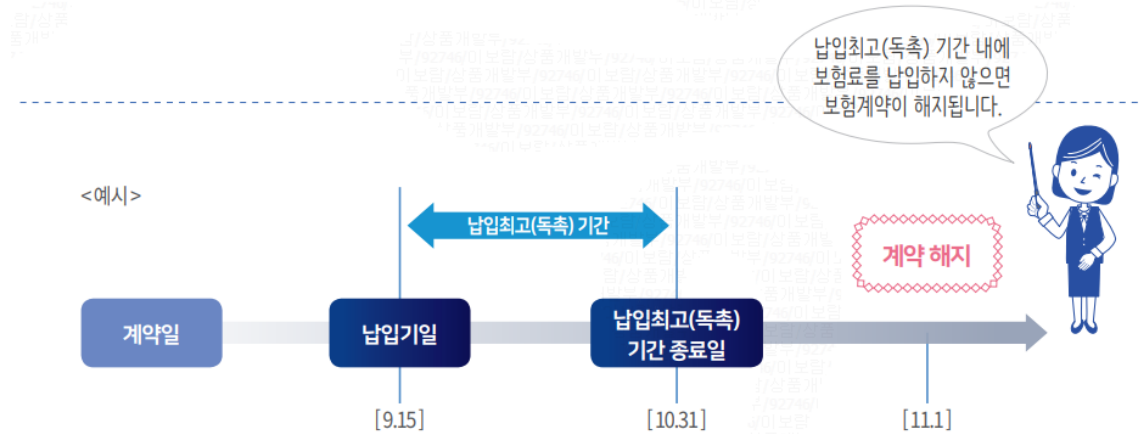 납입최고(독촉) 기간 내에
보험료를 납입하지 않으면
보험계약이 해지됩니다.
<예시>
납입최고(독촉) 기간
계약 해지
계약일
납입기일
납입최고(독촉)
기간 종료일
[9.15]
[10.31]
[11.1]